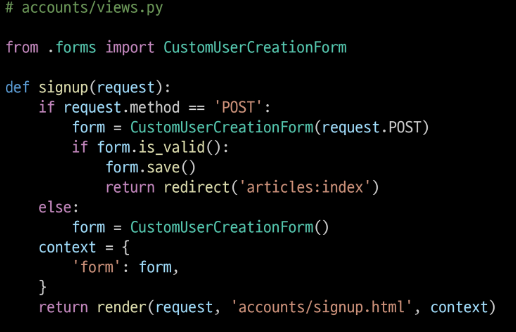 # accounts/views.py
from .forms import CustomUserCreationForm
def signup(request):
    if request.method == 'POST':
        form = CustomUserCreationForm(request.POST)
        if form.is_valid():
            form.save()
            return redirect('articles:index')
    else:
        form = CustomUserCreationForm()
    context = {
        'form': form,
    }
    return render(request, 'accounts/signup.html', context)